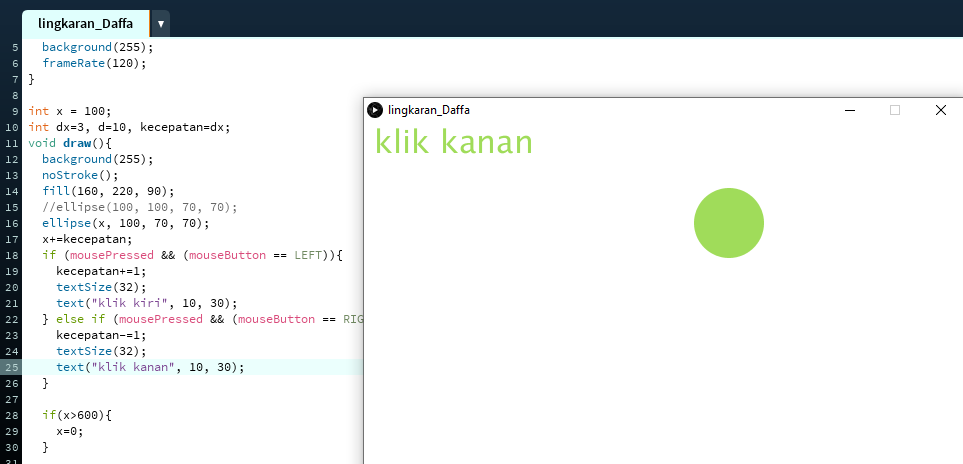 lingkaran_Daffa ▼
5 background(255);
6 frameRate(120);
7 }
8
9 int x = 100;
10 int dx=3, d=10, kecepatan=dx;
11 void draw(){
12 background(255);
13 noStroke();
14 fill(160, 220, 90);
15 //ellipse(100, 100, 70, 70);
16 ellipse(x, 100, 70, 70);
17 x+=kecepatan;
18 if (mousePressed && (mouseButton == LEFT)){
19 kecepatan+=1;
20 textSize(32);
21 text("klik kiri", 10, 30);
22 } else if (mousePressed && (mouseButton == RIG
23 kecepatan-=1;
24 textSize(32);
25 text("klik kanan", 10, 30);
26 }
27
28 if(x>600){
29 x=0;
30 }
31
lingkaran_Daffa
klik kanan